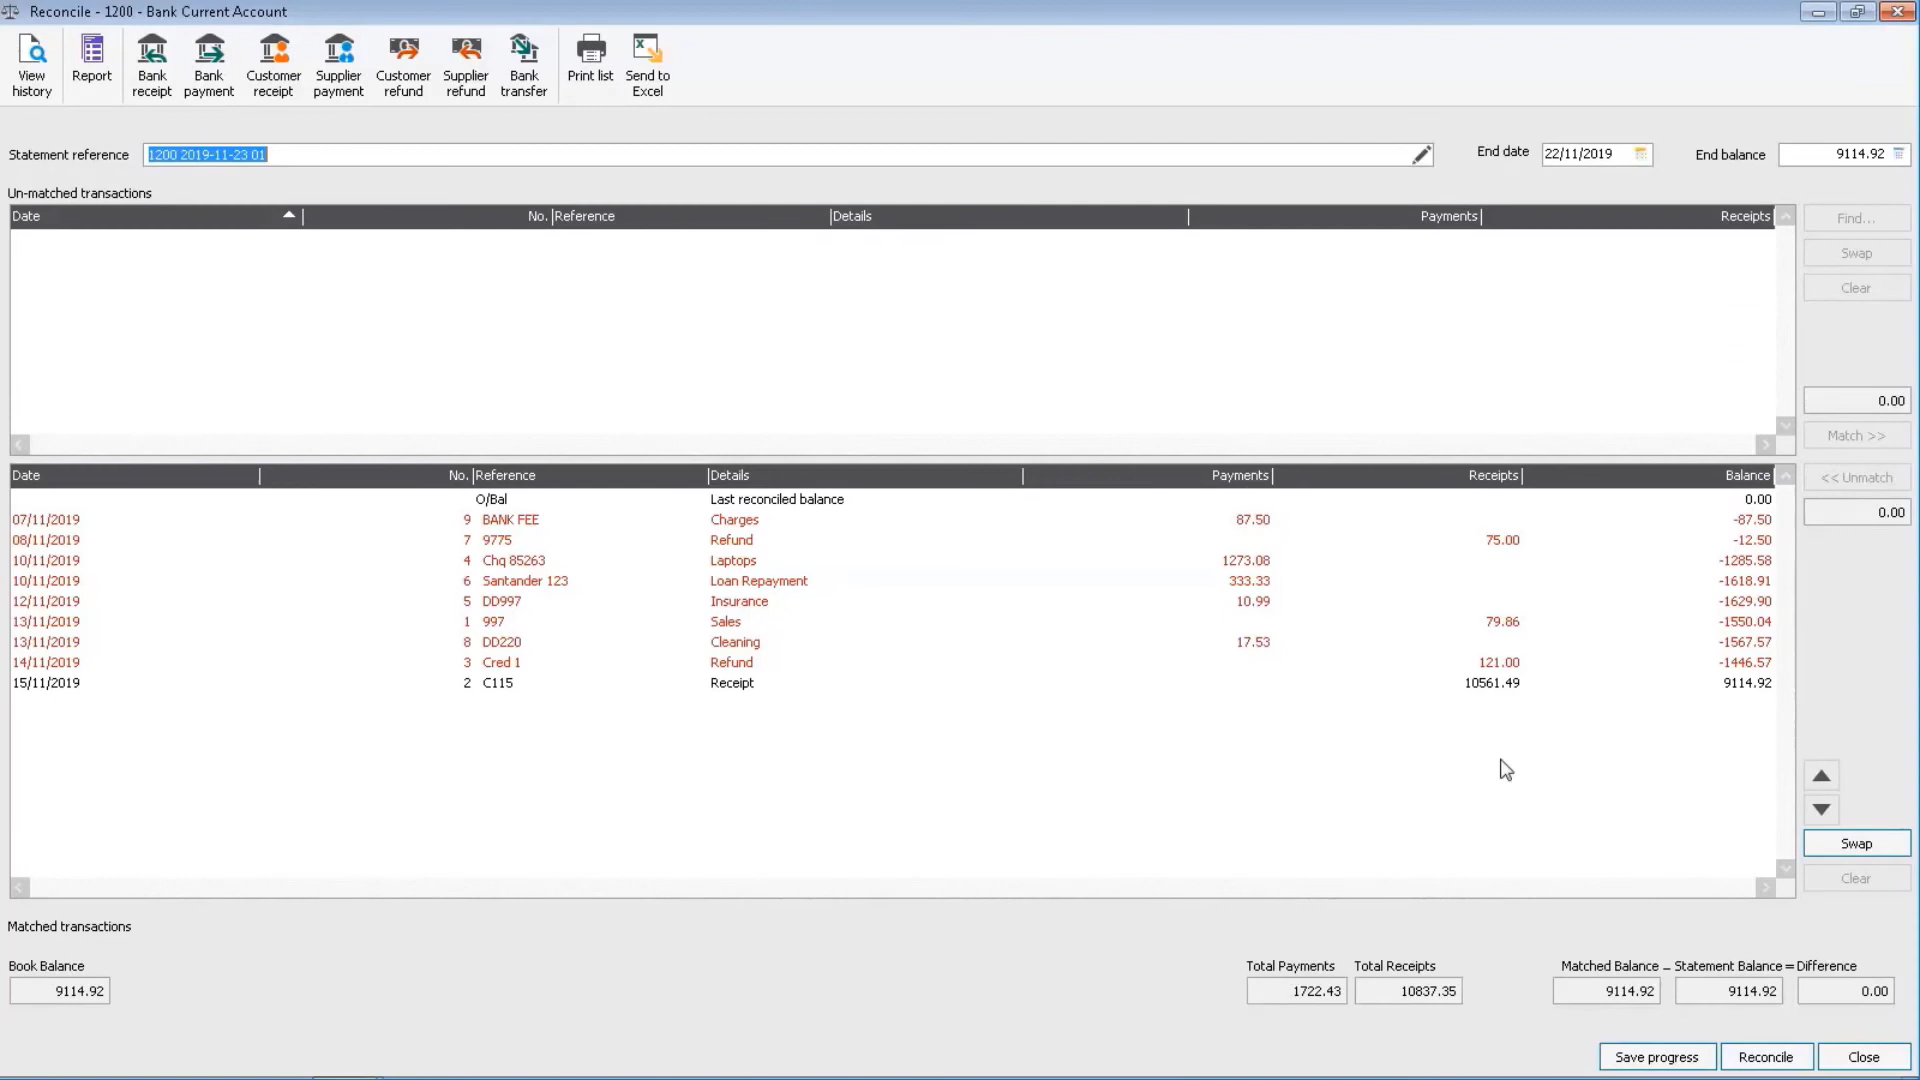 Reconcile - 1200 - Bank Current Account
View history
Report
Bank receipt
Bank payment
Customer receipt
Supplier payment
Customer refund
Supplier refund
Bank transfer
Print list
Send to Excel
Statement reference 1200 2019-11-23 01 End date 22/11/2019 End balance 9114.92
Un-matched transactions
Date No. Reference Details Payments Receipts
Find...
Swap
Clear
0.00
Match >>
Date No. Reference Details Payments Receipts Balance
<< Unmatch
O/Bal Last reconciled balance 0.00
0.00
07/11/2019 9 BANK FEE Charges 87.50 -87.50
08/11/2019 7 9775 Refund 75.00 -12.50
10/11/2019 4 Chq 85263 Laptops 1273.08 -1285.58
10/11/2019 6 Santander 123 Loan Repayment 333.33 -1618.91
12/11/2019 5 DD997 Insurance 10.99 -1629.90
13/11/2019 1 997 Sales 79.86 -1550.04
13/11/2019 8 DD220 Cleaning 17.53 -1567.57
14/11/2019 3 Cred 1 Refund 121.00 -1446.57
15/11/2019 2 C115 Receipt 10561.49 9114.92
Swap
Clear
Matched transactions
Book Balance Total Payments Total Receipts Matched Balance - Statement Balance = Difference
9114.92 1722.43 10837.35 9114.92 9114.92 0.00
Save progress Reconcile Close